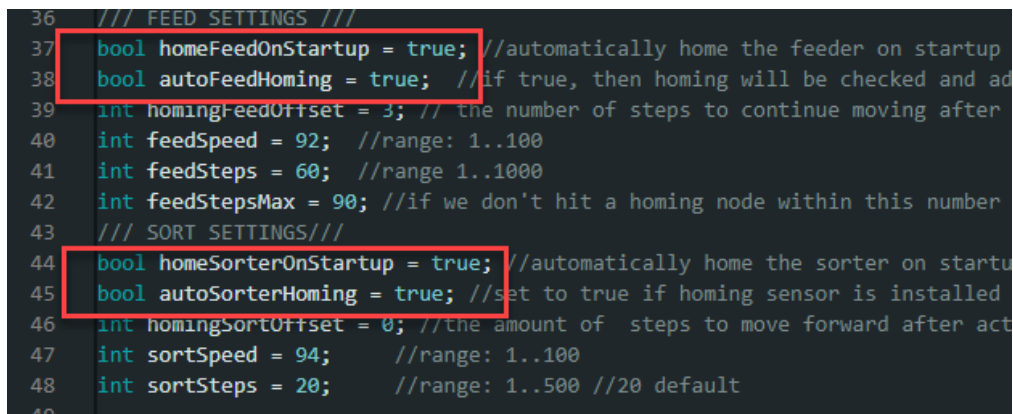 36 /// FEED SETTINGS ///
37 bool homeFeedOnStartup = true; //automatically home the feeder on startup
38 bool autoFeedHoming = true; //if true, then homing will be checked and ad
39 int homingFeedOffset = 3; // the number of steps to continue moving after
40 int feedSpeed = 92; //range: 1..100
41 int feedSteps = 60; //range 1..1000
42 int feedStepsMax = 90; //if we don't hit a homing node within this number
43 /// SORT SETTINGS///
44 bool homeSorterOnStartup = true; //automatically home the sorter on startu
45 bool autoSorterHoming = true; //set to true if homing sensor is installed
46 int homingSortOffset = 0; //the amount of steps to move forward after act
47 int sortSpeed = 94; //range: 1..100
48 int sortSteps = 20; //range: 1..500 //20 default